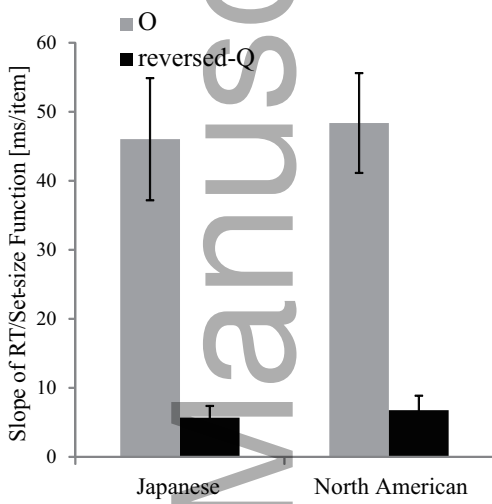 O
reversed-Q
60
50
40
30
20
10
0
Slope of RT/Set-size Function [ms/item]
Japanese
North American
Manusc